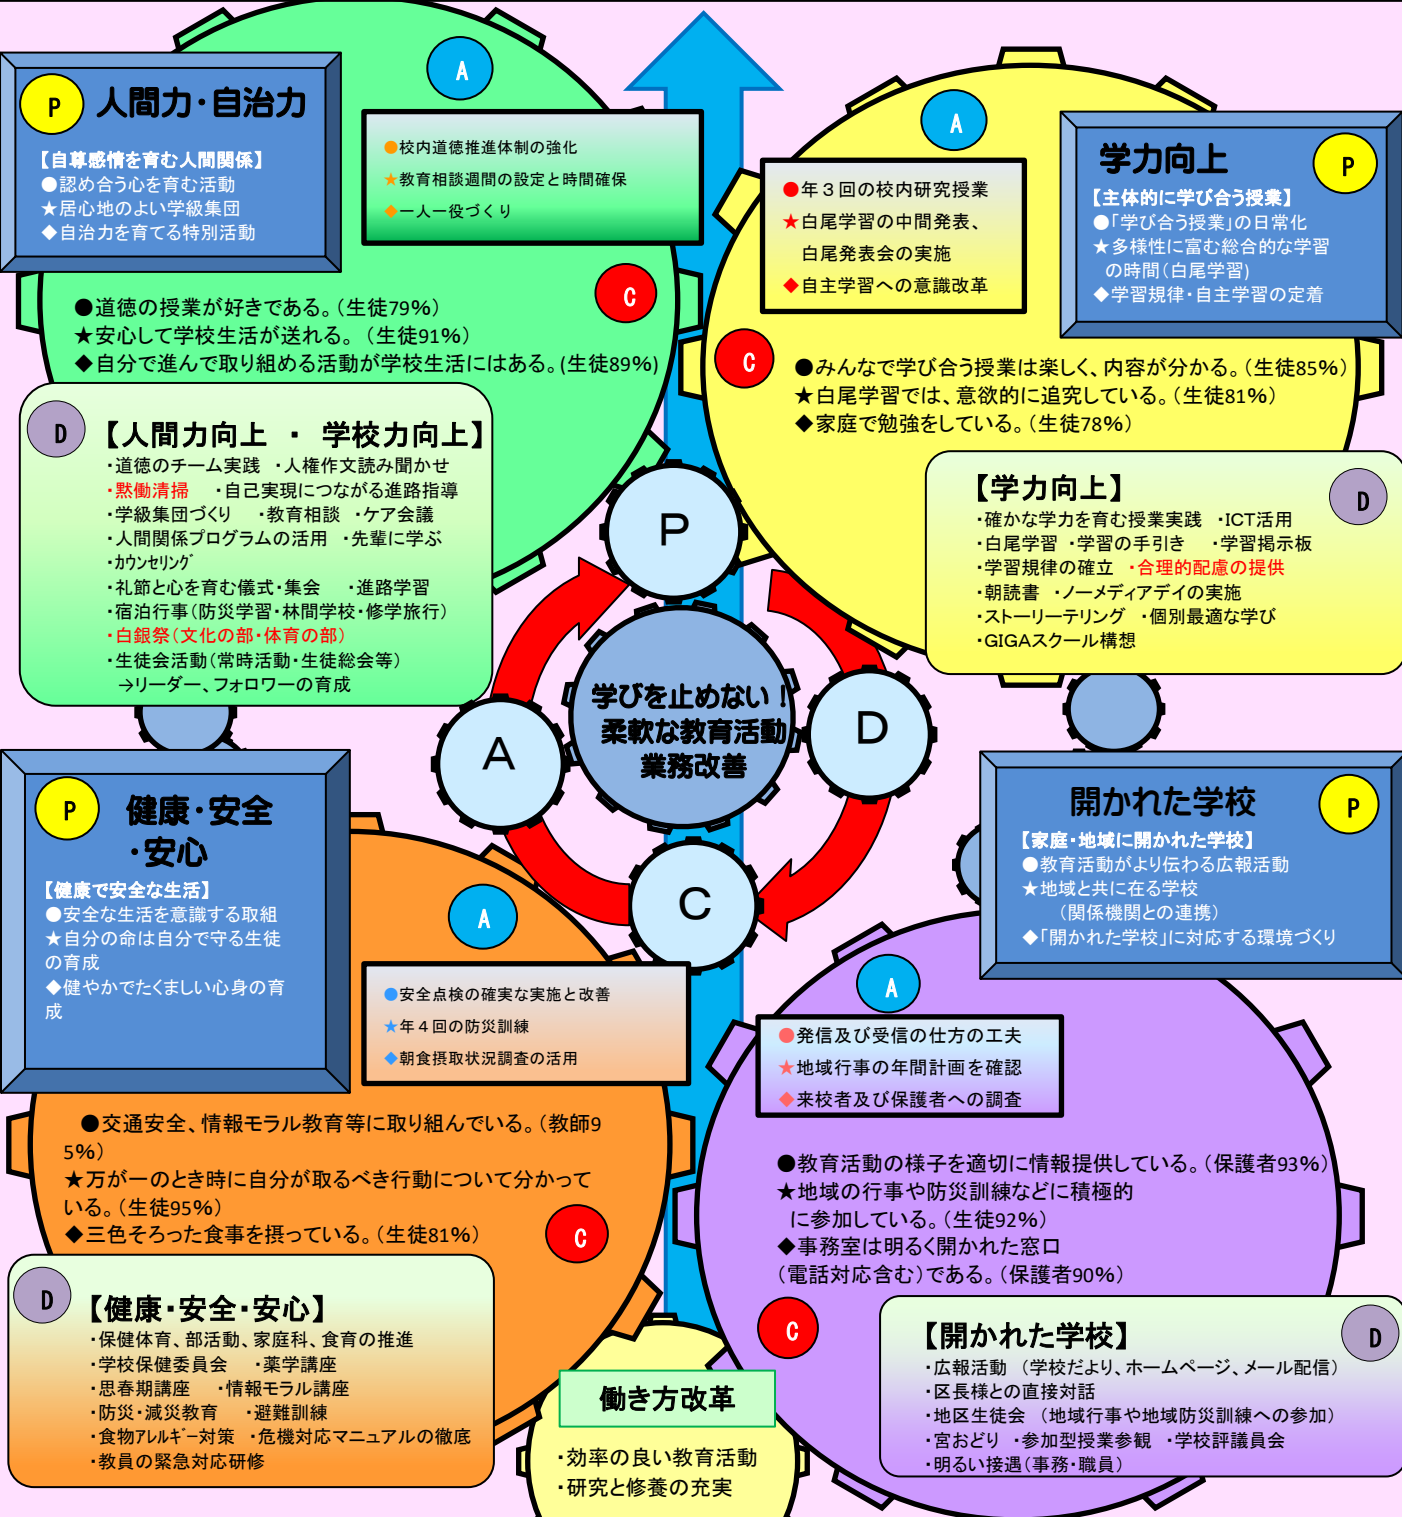 P 人間力・自治力
【自尊感情を育む人間関係】
●認め合う心を育む活動
★居心地のよい学級集団
◆自治力を育てる特別活動
A
●校内道徳推進体制の強化
★教育相談週間の設定と時間確保
◆一人一役づくり
C
●道徳の授業が好きである。(生徒79%)
★安心して学校生活が送れる。(生徒91%)
◆自分で進んで取り組める活動が学校生活にはある。(生徒89%)
D 【人間力向上 ・ 学校力向上】
・道徳のチーム実践 ・人権作文読み聞かせ
・黙働清掃 ・自己実現につながる進路指導
・学級集団づくり ・教育相談 ・ケア会議
・人間関係プログラムの活用 ・先輩に学ぶ
・ｶｳﾝｾﾘﾝｸﾞ
・礼節と心を育む儀式・集会 ・進路学習
・宿泊行事(防災学習・林間学校・修学旅行)
・白銀祭(文化の部・体育の部)
・生徒会活動(常時活動・生徒総会等)
→リーダー、フォロワーの育成
学力向上 P
【主体的に学び合う授業】
●「学び合う授業」の日常化
★多様性に富む総合的な学習
の時間(白尾学習)
◆学習規律・自主学習の定着
A
●年３回の校内研究授業
★白尾学習の中間発表、
白尾発表会の実施
◆自主学習への意識改革
C
●みんなで学び合う授業は楽しく、内容が分かる。(生徒85%)
★白尾学習では、意欲的に追究している。(生徒81%)
◆家庭で勉強をしている。(生徒78%)
【学力向上】 D
・確かな学力を育む授業実践 ・ICT活用
・白尾学習 ・学習の手引き ・学習掲示板
・学習規律の確立 ・合理的配慮の提供
・朝読書 ・ノーメディアデイの実施
・ストーリーテリング ・個別最適な学び
・GIGAスクール構想
P
D
C
A
学びを止めない！
柔軟な教育活動
業務改善
P 健康・安全
・安心
【健康で安全な生活】
●安全な生活を意識する取組
★自分の命は自分で守る生徒
の育成
◆健やかでたくましい心身の育
成
A
●安全点検の確実な実施と改善
★年４回の防災訓練
◆朝食摂取状況調査の活用
●交通安全、情報モラル教育等に取り組んでいる。(教師9
5%)
★万が一のとき時に自分が取るべき行動について分かって
いる。(生徒95%)
◆三色そろった食事を摂っている。(生徒81%)
C
D 【健康・安全・安心】
・保健体育、部活動、家庭科、食育の推進
・学校保健委員会 ・薬学講座
・思春期講座 ・情報モラル講座
・防災・減災教育 ・避難訓練
・食物ｱﾚﾙｷﾞｰ対策 ・危機対応マニュアルの徹底
・教員の緊急対応研修
開かれた学校 P
【家庭・地域に開かれた学校】
●教育活動がより伝わる広報活動
★地域と共に在る学校
(関係機関との連携)
◆「開かれた学校」に対応する環境づくり
A
●発信及び受信の仕方の工夫
★地域行事の年間計画を確認
◆来校者及び保護者への調査
●教育活動の様子を適切に情報提供している。(保護者93%)
★地域の行事や防災訓練などに積極的
に参加している。(生徒92%)
◆事務室は明るく開かれた窓口
(電話対応含む)である。(保護者90%)
C
【開かれた学校】 D
・広報活動 (学校だより、ホームページ、メール配信)
・区長様との直接対話
・地区生徒会 (地域行事や地域防災訓練への参加)
・宮おどり ・参加型授業参観 ・学校評議員会
・明るい接遇(事務・職員)
働き方改革
・効率の良い教育活動
・研究と修養の充実